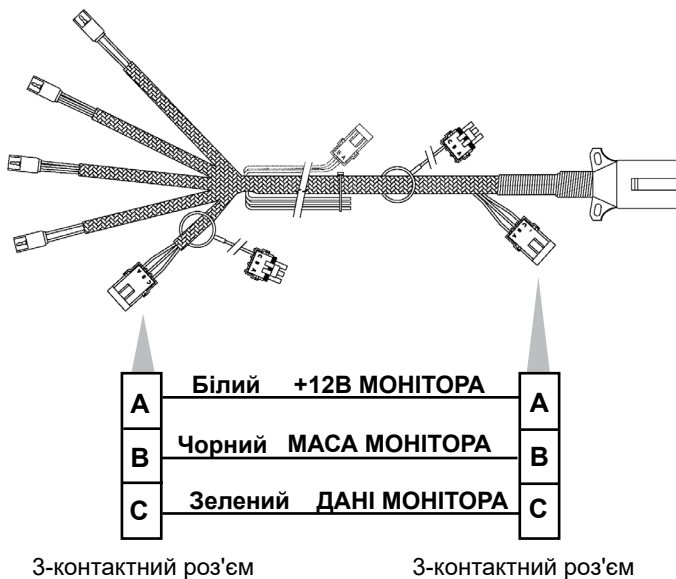 A Білий +12В МОНІТОРА A
B Чорний МАСА МОНІТОРА B
C Зелений ДАНІ МОНІТОРА C
3-контактний роз'єм 3-контактний роз'єм